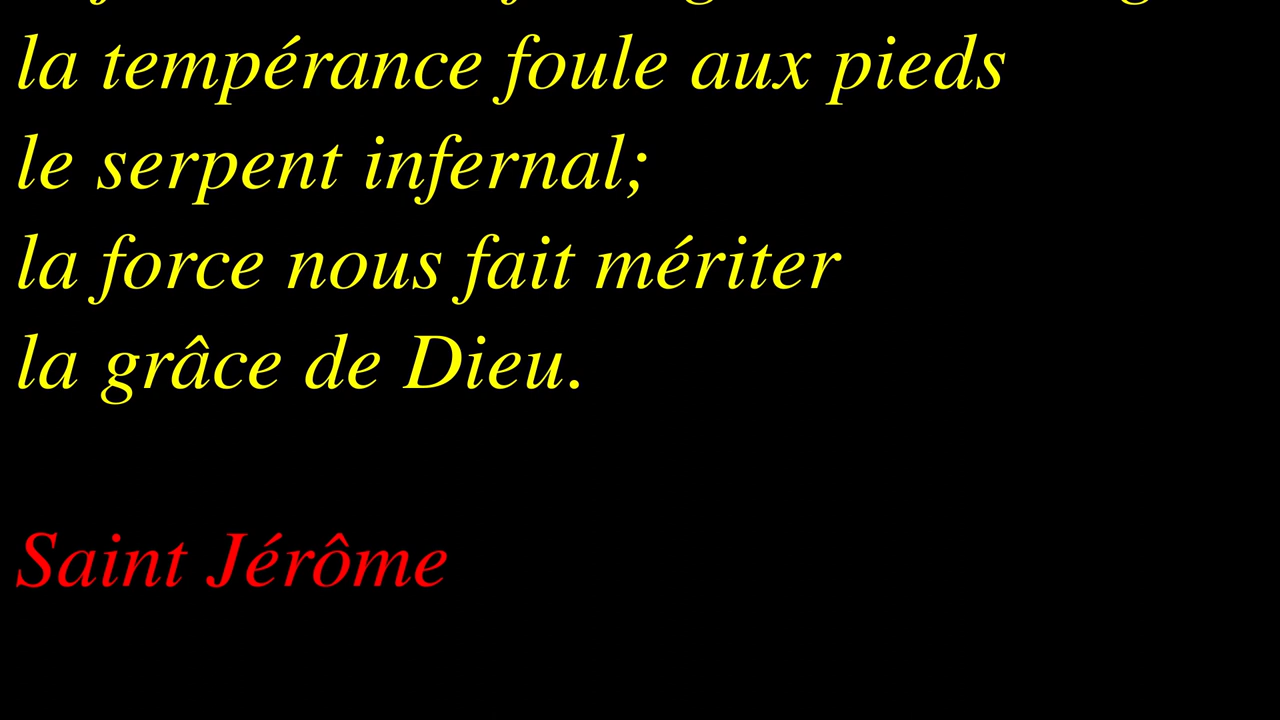 la tempérance foule aux pieds
le serpent infernal;
la force nous fait mériter
la grâce de Dieu.
Saint Jérôme